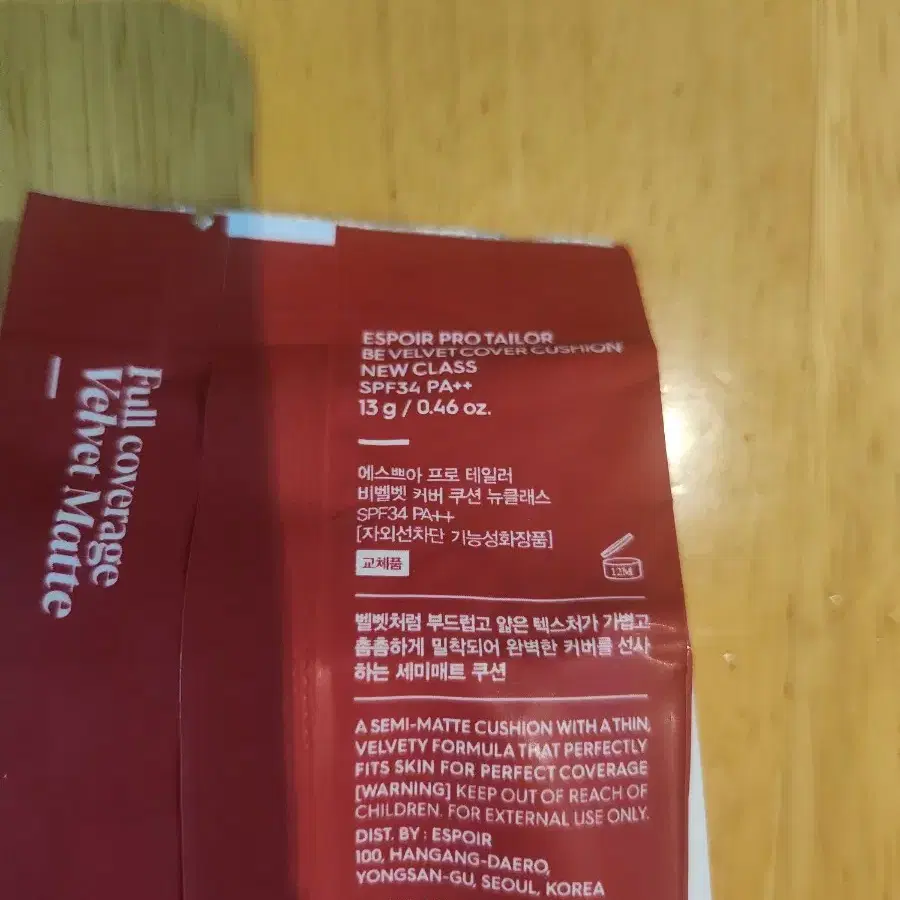 Full coverage
Velvet Matte
ESPOIR PRO TAILOR
BE VELVET COVER CUSHION
NEW CLASS
SPF34 PA++
13 g / 0.46 oz.
에스쁘아 프로 테일러
비벨벳 커버 쿠션 뉴클래스
SPF34 PA++
[자외선차단 기능성화장품]
교체품
12M
벨벳처럼 부드럽고 얇은 텍스처가 가볍고
촘촘하게 밀착되어 완벽한 커버를 선사
하는 세미매트 쿠션
A SEMI-MATTE CUSHION WITH A THIN,
VELVETY FORMULA THAT PERFECTLY
FITS SKIN FOR PERFECT COVERAGE
[WARNING] KEEP OUT OF REACH OF
CHILDREN. FOR EXTERNAL USE ONLY.
DIST. BY : ESPOIR
100, HANGANG-DAERO,
YONGSAN-GU, SEOUL, KOREA